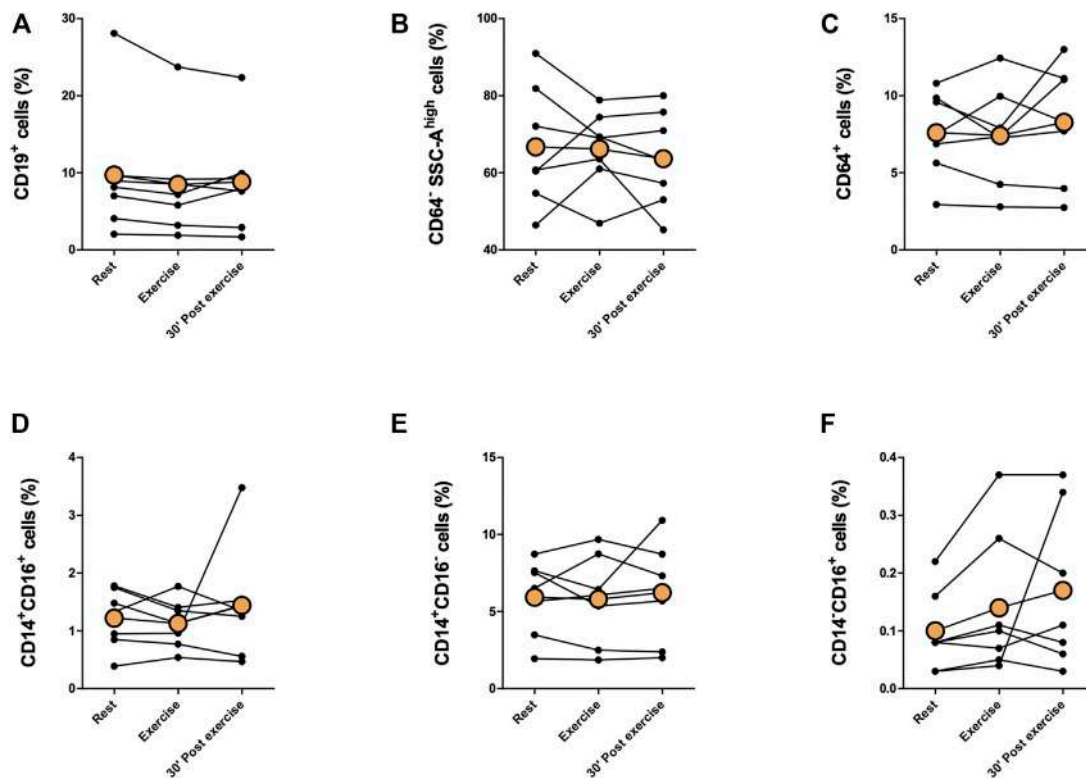 A
CD19⁺ cells (%)
30
20
10
0
Rest
Exercise
30' Post exercise
B
CD64⁻ SSC-A^high cells (%)
100
80
60
40
Rest
Exercise
30' Post exercise
C
CD64⁺ cells (%)
15
10
5
0
Rest
Exercise
30' Post exercise
D
CD14⁺CD16⁺ cells (%)
4
3
2
1
0
Rest
Exercise
30' Post exercise
E
CD14⁺CD16⁻ cells (%)
15
10
5
0
Rest
Exercise
30' Post exercise
F
CD14⁻CD16⁺ cells (%)
0.4
0.3
0.2
0.1
0.0
Rest
Exercise
30' Post exercise